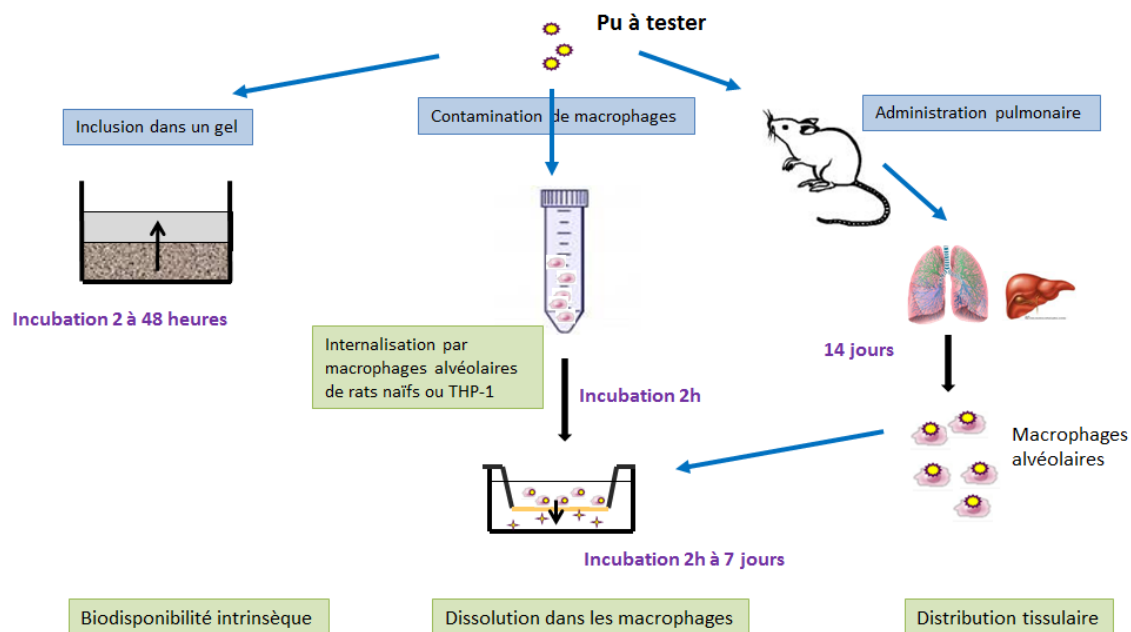 Pu à tester
Inclusion dans un gel
Contamination de macrophages
Administration pulmonaire
Incubation 2 à 48 heures
Internalisation par
macrophages alvéolaires
de rats naïfs ou THP-1
Incubation 2h
14 jours
Macrophages
alvéolaires
Incubation 2h à 7 jours
Biodisponibilité intrinsèque
Dissolution dans les macrophages
Distribution tissulaire